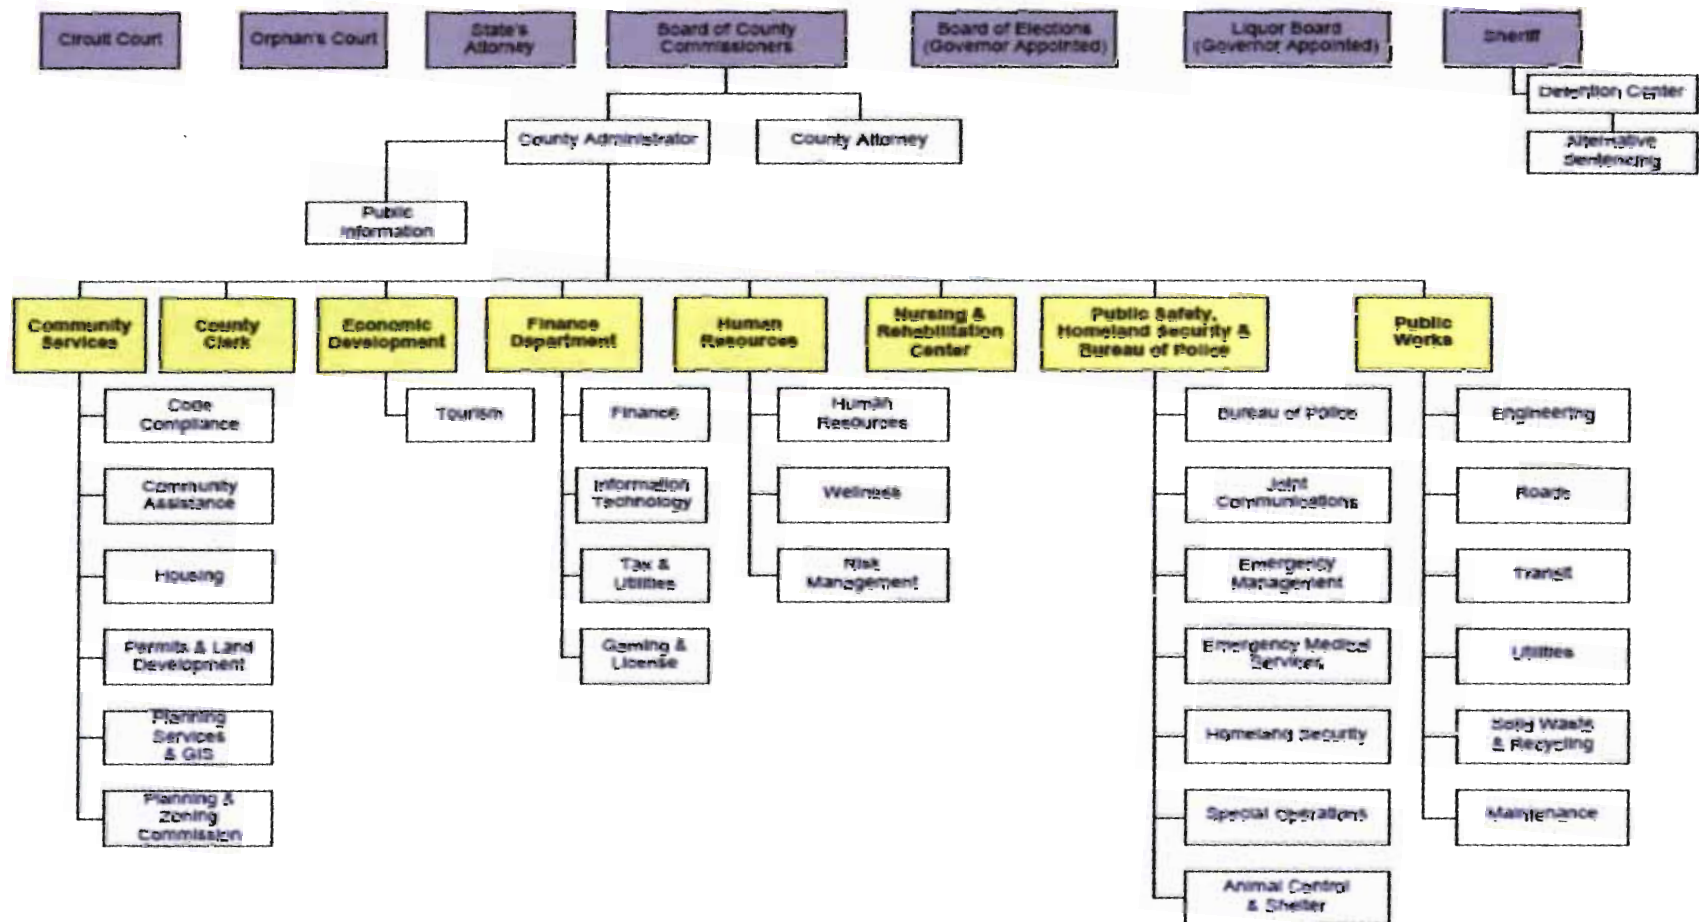 Circuit Court
Orphan's Court
State's
Attorney
Board of County
Commissioners
Board of Elections
(Governor Appointed)
Liquor Board
(Governor Appointed)
Sheriff
Detention Center
Alternative
Sentencing
County Administrator
County Attorney
Public
Information
Community
Services
County
Clerk
Economic
Development
Finance
Department
Human
Resources
Nursing &
Rehabilitation
Center
Public Safety,
Homeland Security &
Bureau of Police
Public
Works
Code
Compliance
Community
Assistance
Housing
Permits & Land
Development
Planning
Services
& GIS
Planning &
Zoning
Commission
Tourism
Finance
Information
Technology
Tax &
Utilities
Gaming &
License
Human
Resources
Wellness
Risk
Management
Bureau of Police
Joint
Communications
Emergency
Management
Emergency Medical
Services
Homeland Security
Special Operations
Animal Control
& Shelter
Engineering
Roads
Transit
Utilities
Solid Waste
& Recycling
Maintenance